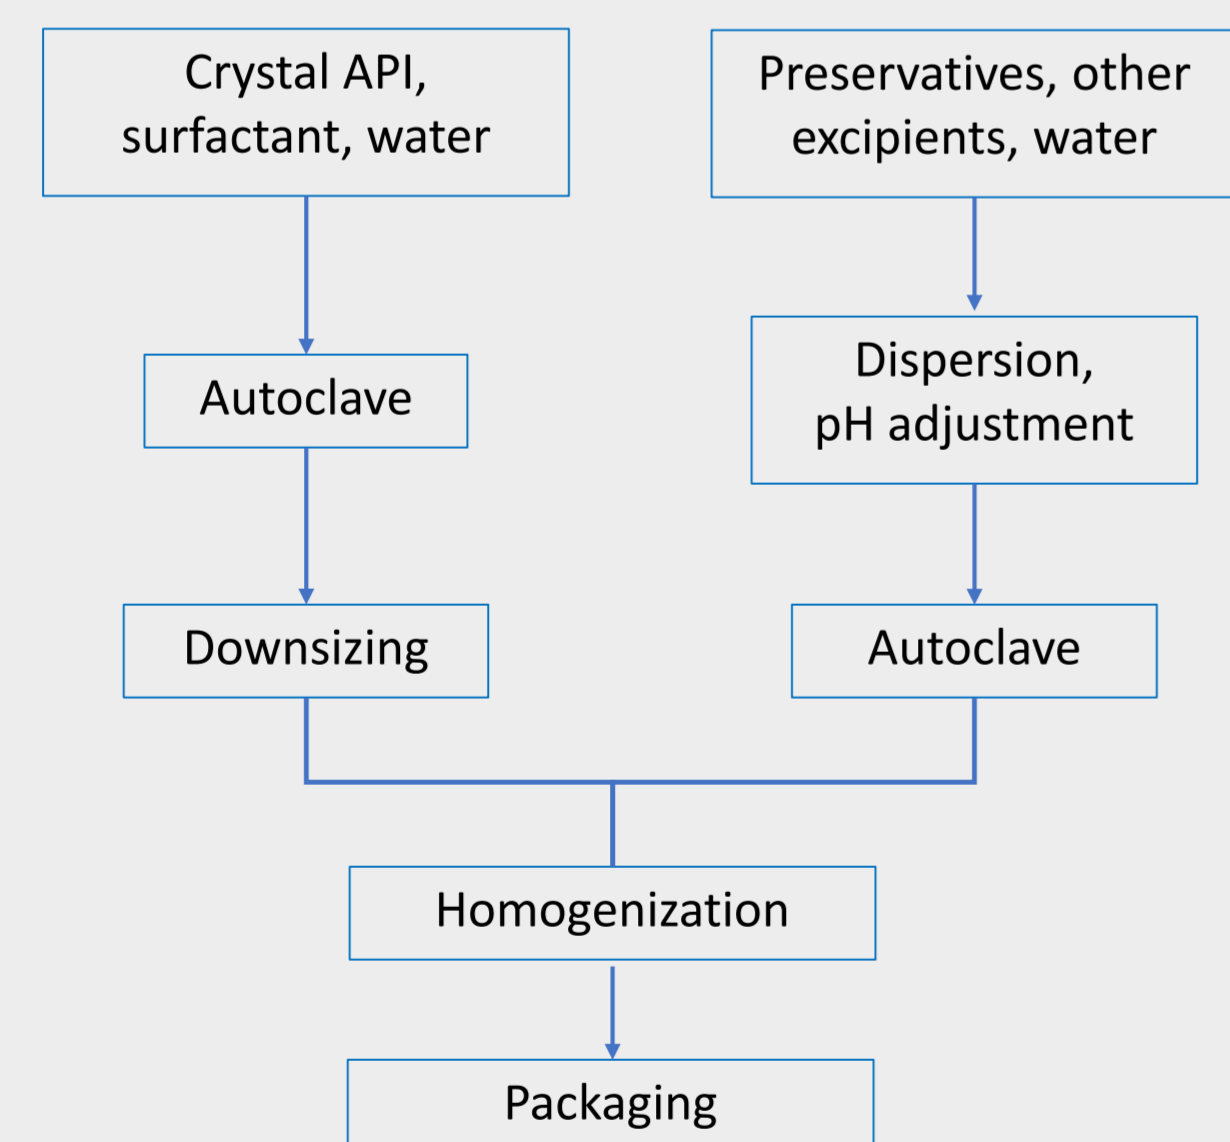 Crystal API,
surfactant, water
Preservatives, other
excipients, water
Autoclave
Dispersion,
pH adjustment
Downsizing
Autoclave
Homogenization
Packaging